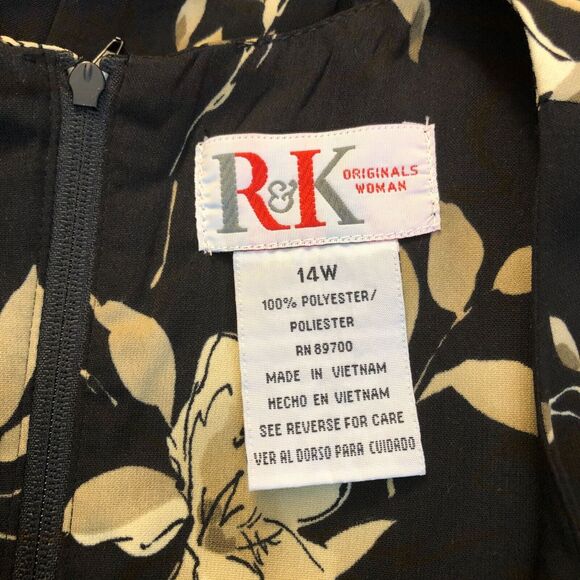 R&K ORIGINALS
WOMAN
14W
100% POLYESTER/
POLIESTER
RN 89700
MADE IN VIETNAM
HECHO EN VIETNAM
SEE REVERSE FOR CARE
VER AL DORSO PARA CUIDADO